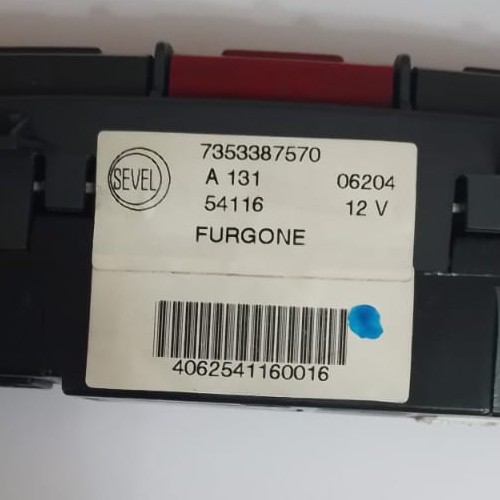 SEVEL
7353387570
A 131 06204
54116 12 V
FURGONE
4062541160016